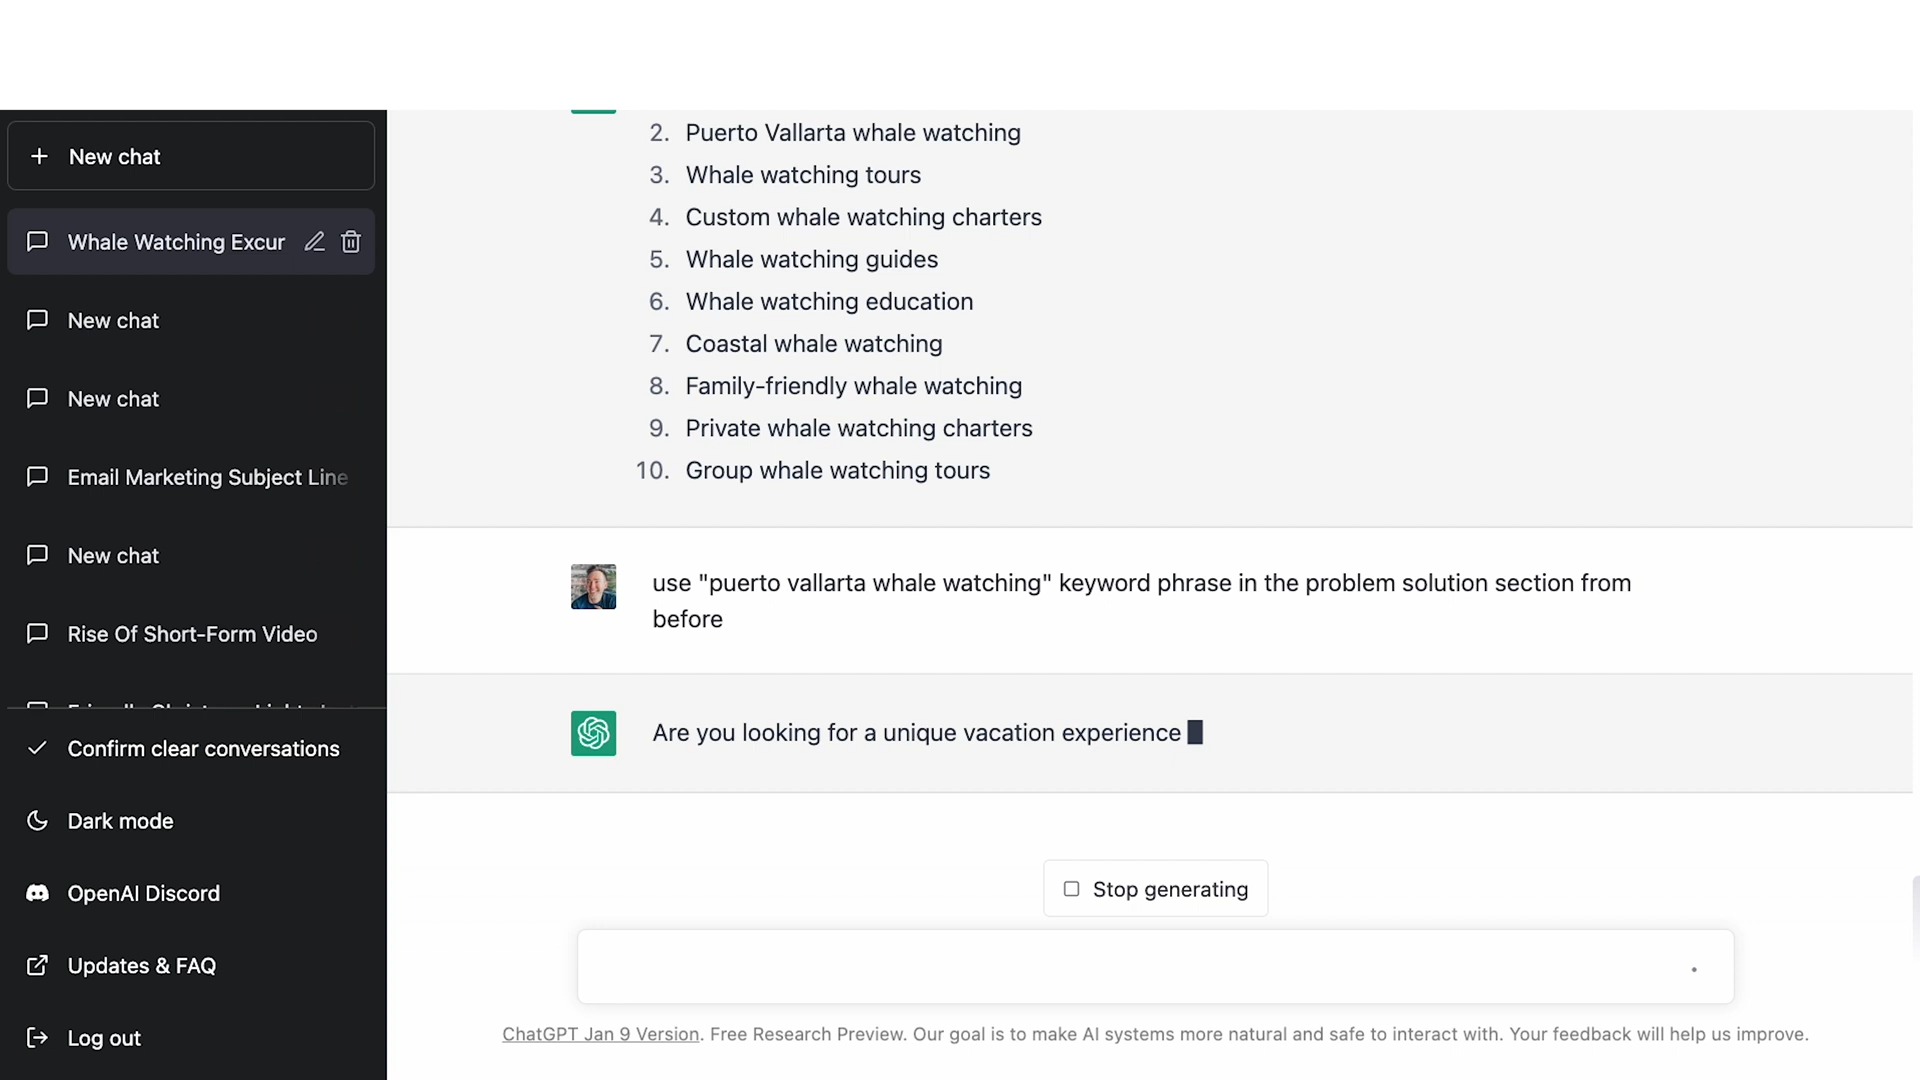 New chat
Whale Watching Excur
New chat
New chat
Email Marketing Subject Line
New chat
Rise Of Short-Form Video
Confirm clear conversations
Dark mode
OpenAI Discord
Updates & FAQ
Log out
2. Puerto Vallarta whale watching
3. Whale watching tours
4. Custom whale watching charters
5. Whale watching guides
6. Whale watching education
7. Coastal whale watching
8. Family-friendly whale watching
9. Private whale watching charters
10. Group whale watching tours
use "puerto vallarta whale watching" keyword phrase in the problem solution section from
before
Are you looking for a unique vacation experience
Stop generating
ChatGPT Jan 9 Version. Free Research Preview. Our goal is to make AI systems more natural and safe to interact with. Your feedback will help us improve.